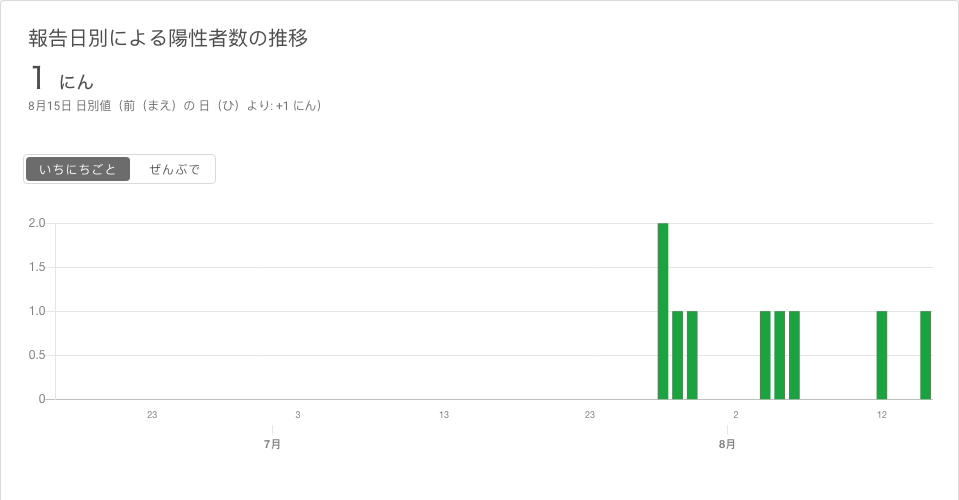 報告日別による陽性者数の推移
1 にん
8月15日 日別値（前（まえ）の 日（ひ）より: +1 にん）
いちにちごと ぜんぶで
2.0
1.5
1.0
0.5
0
23 3 13 23 2 12
7月 8月